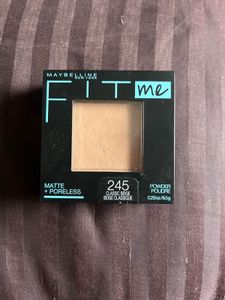 MAYBELLINE
NEW YORK
FIT me
MATTE
+ PORELESS
245
CLASSIC BEIGE
BEIGE CLASSIQUE
POWDER
POUDRE
0.29oz/8.5g